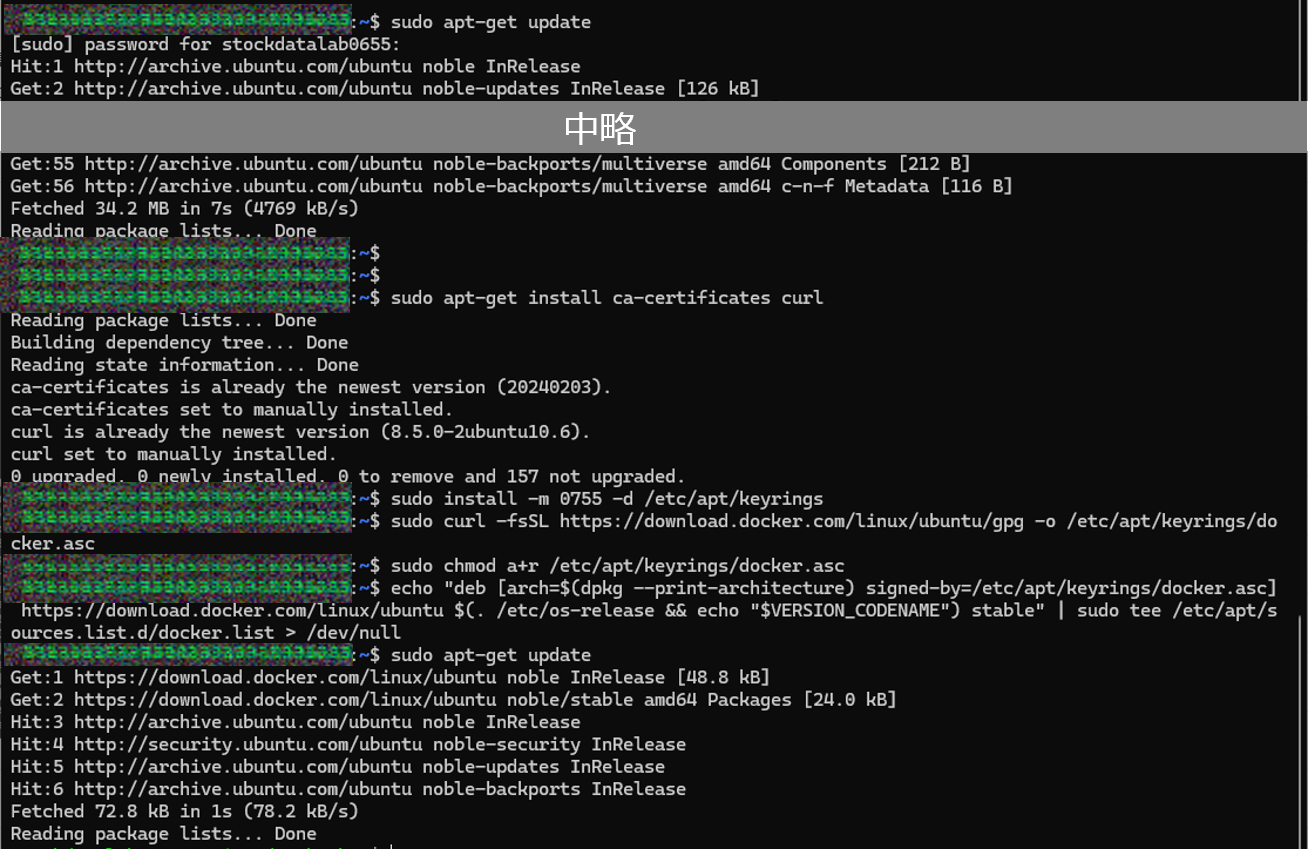 :~$ sudo apt-get update
[sudo] password for stockdatalab0655:
Hit:1 http://archive.ubuntu.com/ubuntu noble InRelease
Get:2 http://archive.ubuntu.com/ubuntu noble-updates InRelease [126 kB]
中略
Get:55 http://archive.ubuntu.com/ubuntu noble-backports/multiverse amd64 Components [212 B]
Get:56 http://archive.ubuntu.com/ubuntu noble-backports/multiverse amd64 c-n-f Metadata [116 B]
Fetched 34.2 MB in 7s (4769 kB/s)
Reading package lists... Done
:~$
:~$
:~$ sudo apt-get install ca-certificates curl
Reading package lists... Done
Building dependency tree... Done
Reading state information... Done
ca-certificates is already the newest version (20240203).
ca-certificates set to manually installed.
curl is already the newest version (8.5.0-2ubuntu10.6).
curl set to manually installed.
0 upgraded, 0 newly installed, 0 to remove and 157 not upgraded.
:~$ sudo install -m 0755 -d /etc/apt/keyrings
:~$ sudo curl -fsSL https://download.docker.com/linux/ubuntu/gpg -o /etc/apt/keyrings/do
cker.asc
:~$ sudo chmod a+r /etc/apt/keyrings/docker.asc
:~$ echo "deb [arch=$(dpkg --print-architecture) signed-by=/etc/apt/keyrings/docker.asc]
 https://download.docker.com/linux/ubuntu $(. /etc/os-release && echo "$VERSION_CODENAME") stable" | sudo tee /etc/apt/s
ources.list.d/docker.list > /dev/null
:~$ sudo apt-get update
Get:1 https://download.docker.com/linux/ubuntu noble InRelease [48.8 kB]
Get:2 https://download.docker.com/linux/ubuntu noble/stable amd64 Packages [24.0 kB]
Hit:3 http://archive.ubuntu.com/ubuntu noble InRelease
Hit:4 http://security.ubuntu.com/ubuntu noble-security InRelease
Hit:5 http://archive.ubuntu.com/ubuntu noble-updates InRelease
Hit:6 http://archive.ubuntu.com/ubuntu noble-backports InRelease
Fetched 72.8 kB in 1s (78.2 kB/s)
Reading package lists... Done